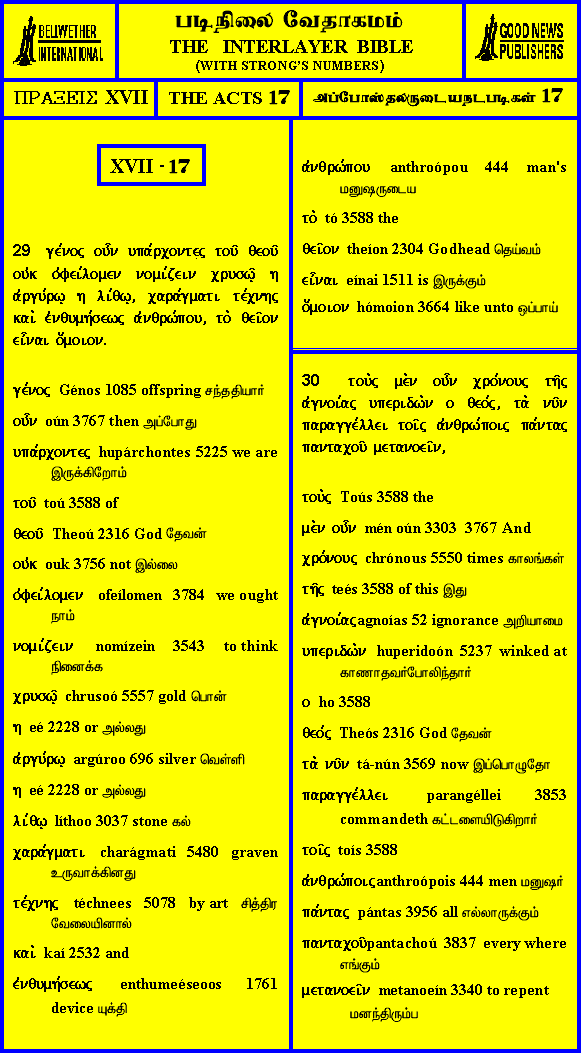 BELLWETHER
INTERNATIONAL
படிநிலை வேதாகமம்
THE INTERLAYER BIBLE
(WITH STRONG'S NUMBERS)
GOOD NEWS
PUBLISHERS
ΠΡΑΞΕΙΣ XVII
THE ACTS 17
அப்போஸ்தலருடையநடபடிகள் 17
XVII - 17
29 γένος οὖν υπάρχοντες τοῦ θεοῦ
οὐκ ὀφείλομεν νομίζειν χρυσῷ η
ἀργύρῳ η λίθῳ, χαράγματι τέχνης
καὶ ἐνθυμήσεως ἀνθρώπου, τὸ θεῖον
εἶναι ὅμοιον.
γένος Génos 1085 offspring சந்ததியார்
οὖν oún 3767 then அப்போது
υπάρχοντες hupárchontes 5225 we are
இருக்கிறோம்
τοῦ toú 3588 of
θεοῦ Theoú 2316 God தேவன்
οὐκ ouk 3756 not இல்லை
ὀφείλομεν ofeílomen 3784 we ought
நாம்
νομίζειν nomízein 3543 to think
நினைக்க
χρυσῷ chrusoó 5557 gold பொன்
η eé 2228 or அல்லது
ἀργύρῳ argúroo 696 silver வெள்ளி
η eé 2228 or அல்லது
λίθῳ líthoo 3037 stone கல்
χαράγματι charágmati 5480 graven
உருவாக்கினது
τέχνης téchnees 5078 by art சித்திர
வேலையினால்
καὶ kaí 2532 and
ἐνθυμήσεως enthumeéseoos 1761
device யுக்தி
ἀνθρώπου anthroópou 444 man's
மனுஷருடைய
τὸ tó 3588 the
θεῖον theíon 2304 Godhead தெய்வம்
εἶναι eínai 1511 is இருக்கும்
ὅμοιον hómoion 3664 like unto ஒப்பாய்
30 τοὺς μὲν οὖν χρόνους τῆς
ἀγνοίας υπεριδὼν ο θεός, τὰ νῦν
παραγγέλλει τοῖς ἀνθρώποις πάντας
πανταχοῦ μετανοεῖν,
τοὺς Toús 3588 the
μὲν οὖν mén oún 3303 3767 And
χρόνους chrónous 5550 times காலங்கள்
τῆς teés 3588 of this இது
ἀγνοίας agnoías 52 ignorance அறியாமை
υπεριδὼν huperidoón 5237 winked at
காணாதவர்போலிந்தார்
ο ho 3588
θεός Theós 2316 God தேவன்
τὰ νῦν tá-nún 3569 now இப்பொழுதோ
παραγγέλλει parangéllei 3853
commandeth கட்டளையிடுகிறார்
τοῖς toís 3588
ἀνθρώποις anthroópois 444 men மனுஷர்
πάντας pántas 3956 all எல்லாருக்கும்
πανταχοῦ pantachoú 3837 every where
எங்கும்
μετανοεῖν metanoeín 3340 to repent
மனந்திரும்ப